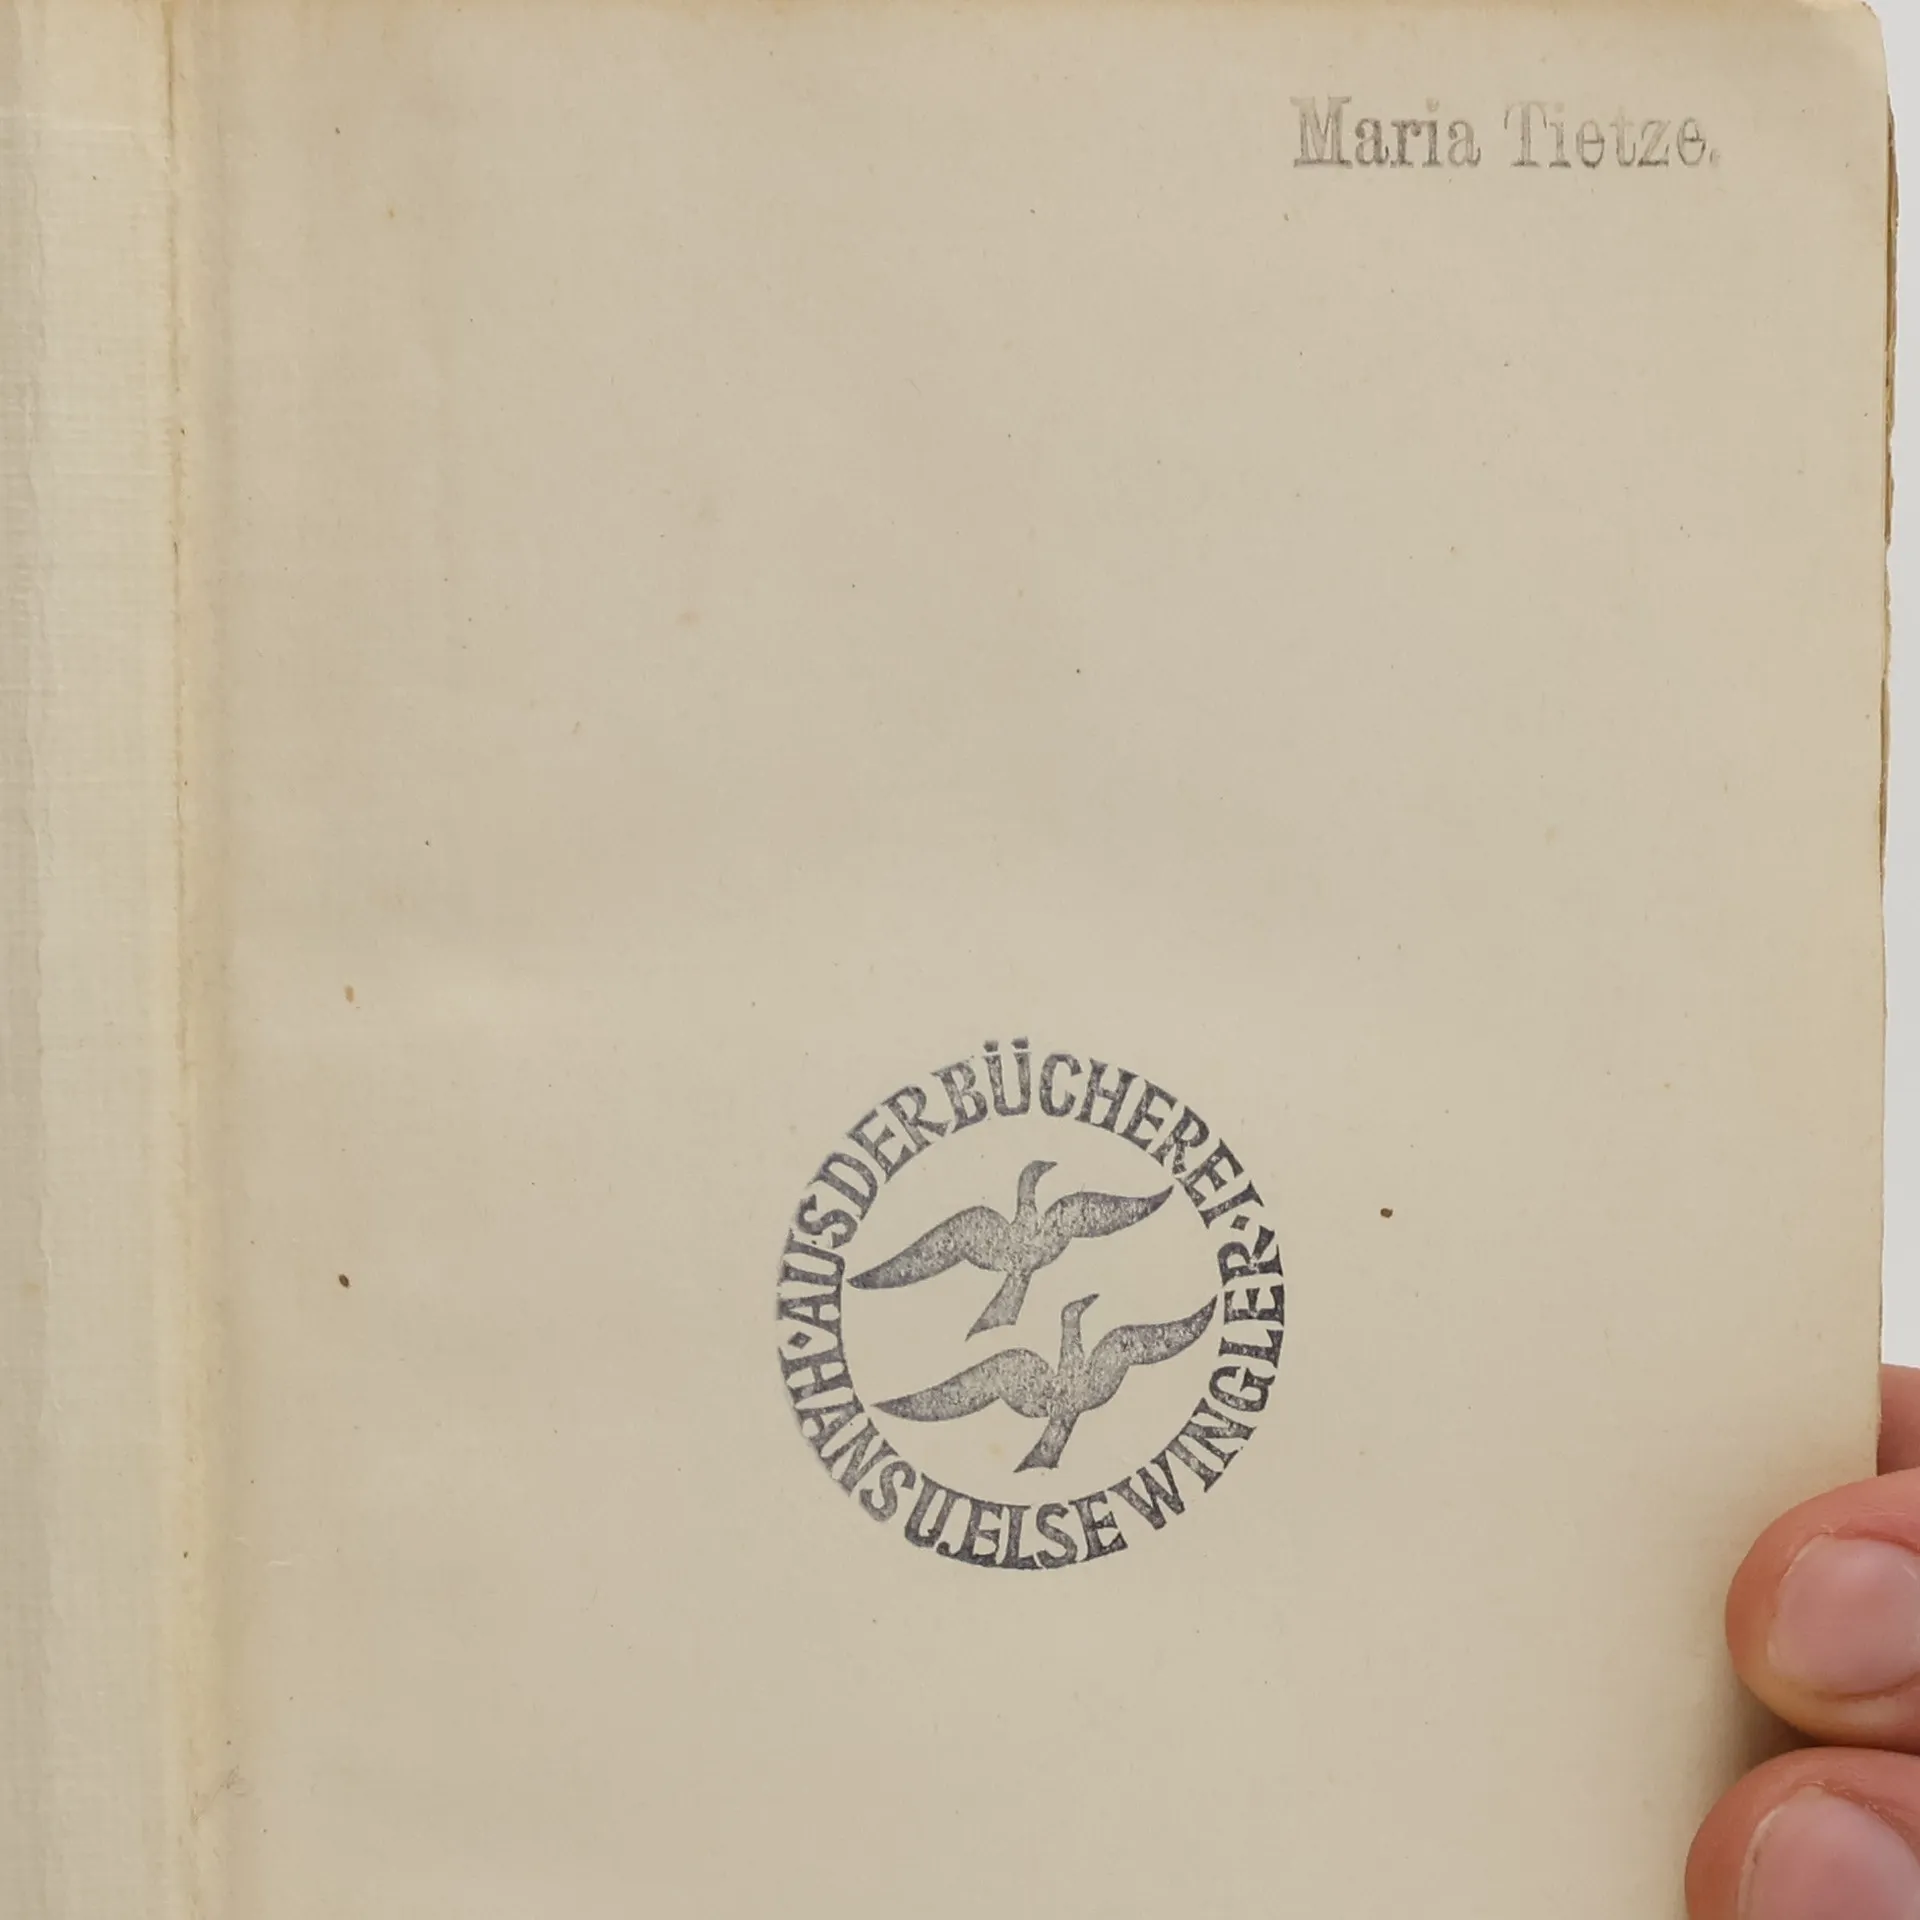 Maria Tietze.
AUS DER BÜCHEREI · HANS U. ELSE WINGLER ·